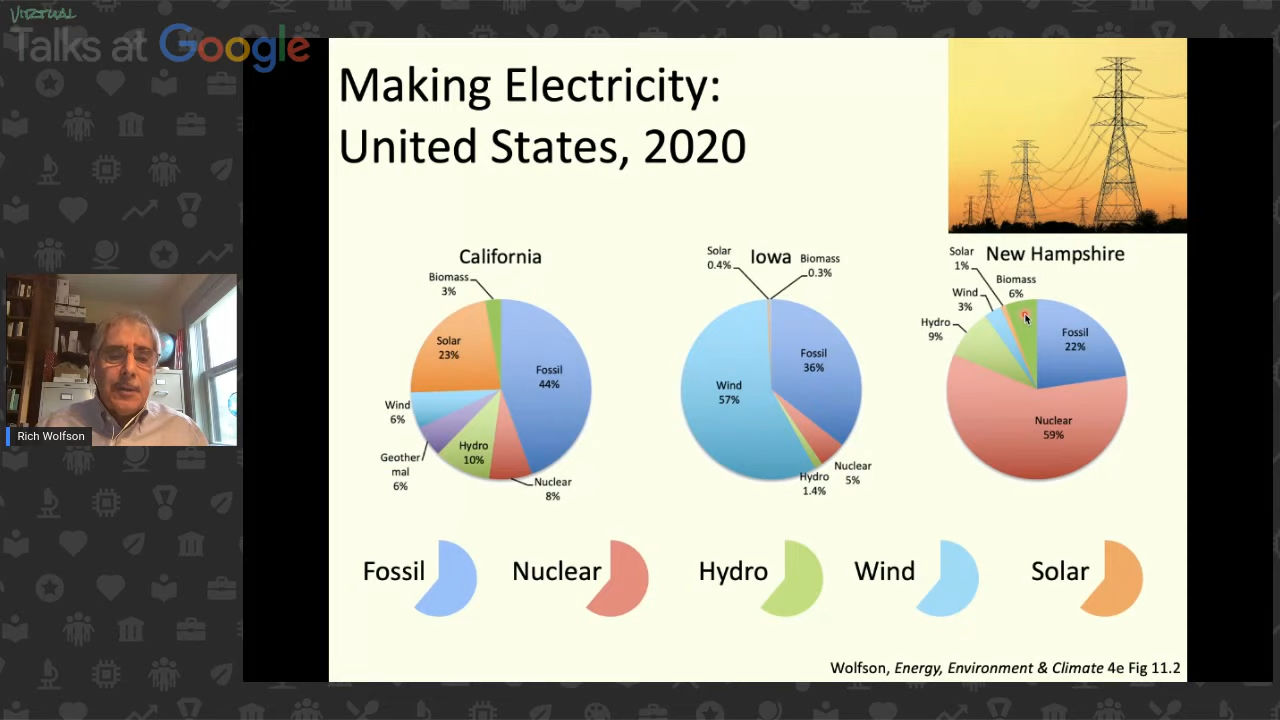 VIRTUAL
Talks at Google
Making Electricity:
United States, 2020
California
Biomass
3%
Solar
23%
Fossil
44%
Wind
6%
Geother
mal
6%
Hydro
10%
Nuclear
8%
Iowa
Solar
0.4%
Biomass
0.3%
Fossil
36%
Wind
57%
Nuclear
5%
Hydro
1.4%
New Hampshire
Solar
1%
Biomass
6%
Wind
3%
Hydro
9%
Fossil
22%
Nuclear
59%
Rich Wolfson
Fossil
Nuclear
Hydro
Wind
Solar
Wolfson, Energy, Environment & Climate 4e Fig 11.2